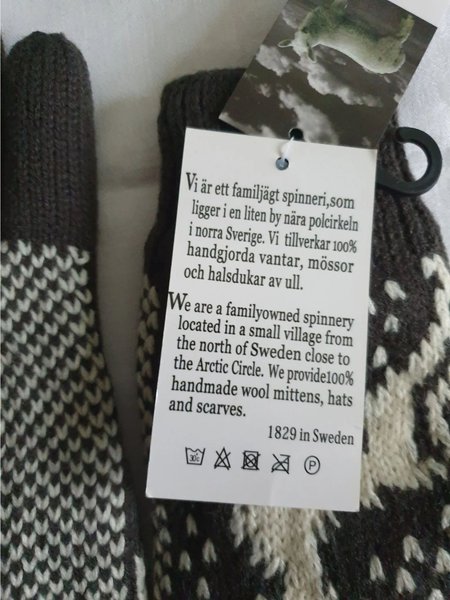 Vi är ett familjägt spinneri,som
ligger i en liten by nära polcirkeln
i norra Sverige. Vi tillverkar 100%
handgjorda vantar, mössor
och halsdukar av ull.
We are a familyowned spinnery
located in a small village from
the north of Sweden close to
the Arctic Circle. We provide100%
handmade wool mittens, hats
and scarves.
1829 in Sweden
30c P